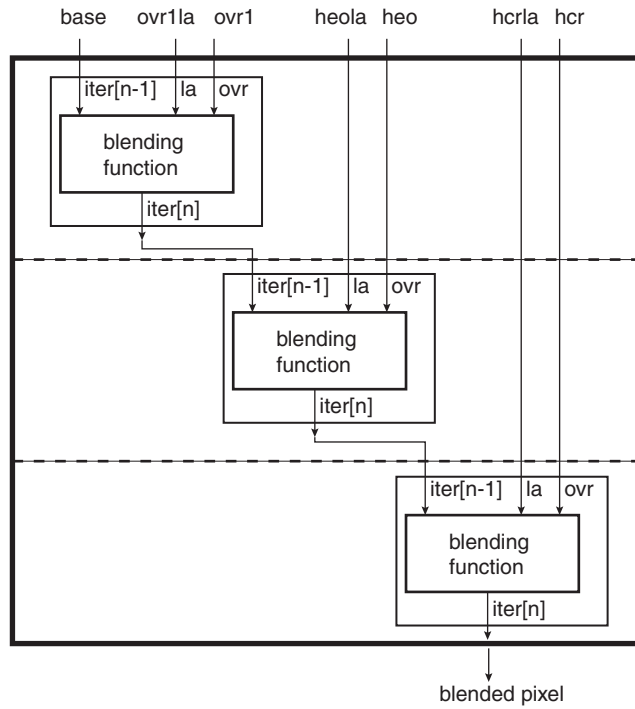 base ovr1la ovr1 heola heo hcrla hcr
iter[n-1] la ovr
blending
function
iter[n]
iter[n-1] la ovr
blending
function
iter[n]
iter[n-1] la ovr
blending
function
iter[n]
blended pixel